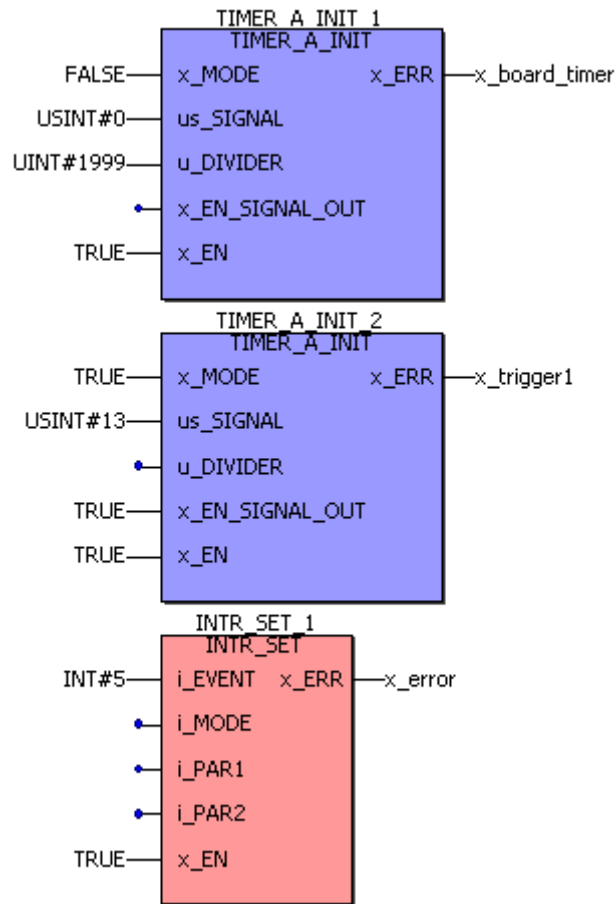 TIMER_A_INIT_1
TIMER_A_INIT
FALSE x_MODE x_ERR x_board_timer
USINT#0 us_SIGNAL
UINT#1999 u_DIVIDER
x_EN_SIGNAL_OUT
TRUE x_EN
TIMER_A_INIT_2
TIMER_A_INIT
TRUE x_MODE x_ERR x_trigger1
USINT#13 us_SIGNAL
u_DIVIDER
TRUE x_EN_SIGNAL_OUT
TRUE x_EN
INTR_SET_1
INTR_SET
INT#5 i_EVENT x_ERR x_error
i_MODE
i_PAR1
i_PAR2
TRUE x_EN